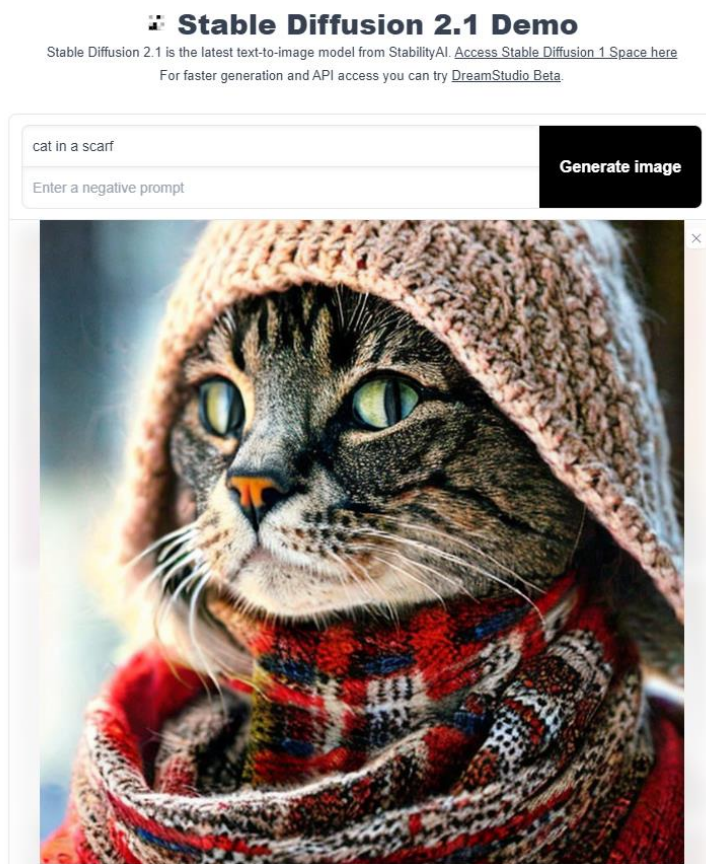 Stable Diffusion 2.1 Demo
Stable Diffusion 2.1 is the latest text-to-image model from StabilityAI. Access Stable Diffusion 1 Space here
For faster generation and API access you can try DreamStudio Beta.
cat in a scarf
Enter a negative prompt
Generate image